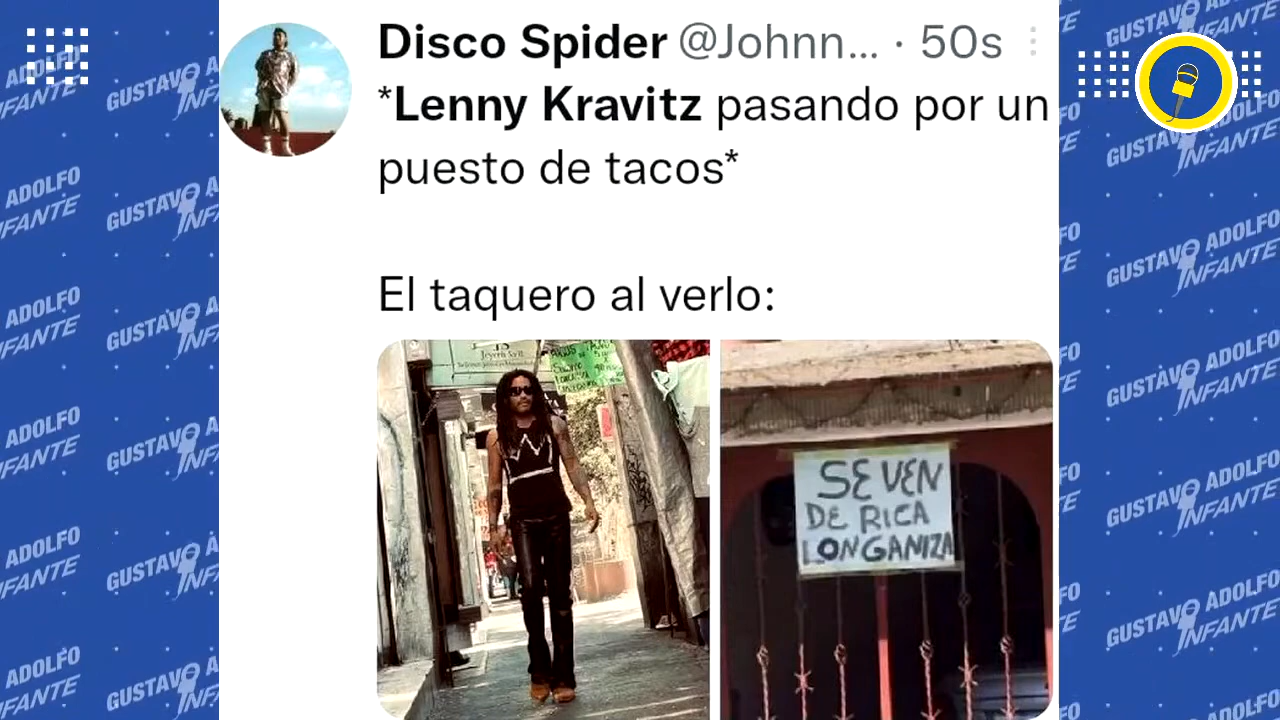 Disco Spider @Johnn... · 50s
*Lenny Kravitz pasando por un
puesto de tacos*
El taquero al verlo:
SE VEN
DE RICA
LONGANIZA
GUSTAVO ADOLFO
INFANTE